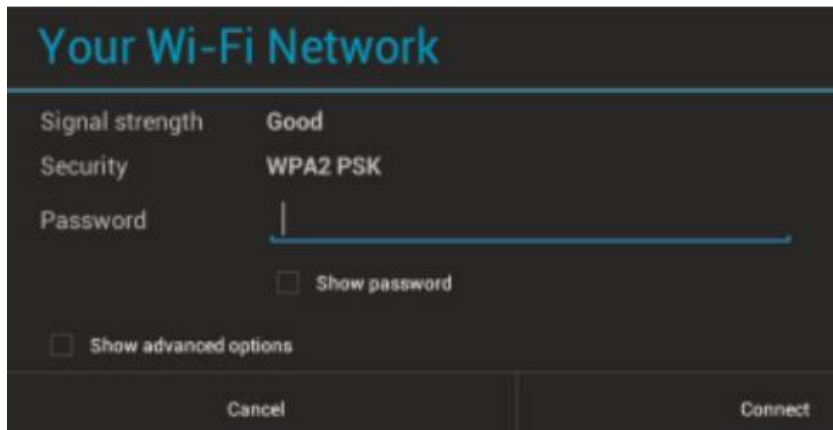 Your Wi-Fi Network
Signal strength Good
Security WPA2 PSK
Password
Show password
Show advanced options
Cancel Connect